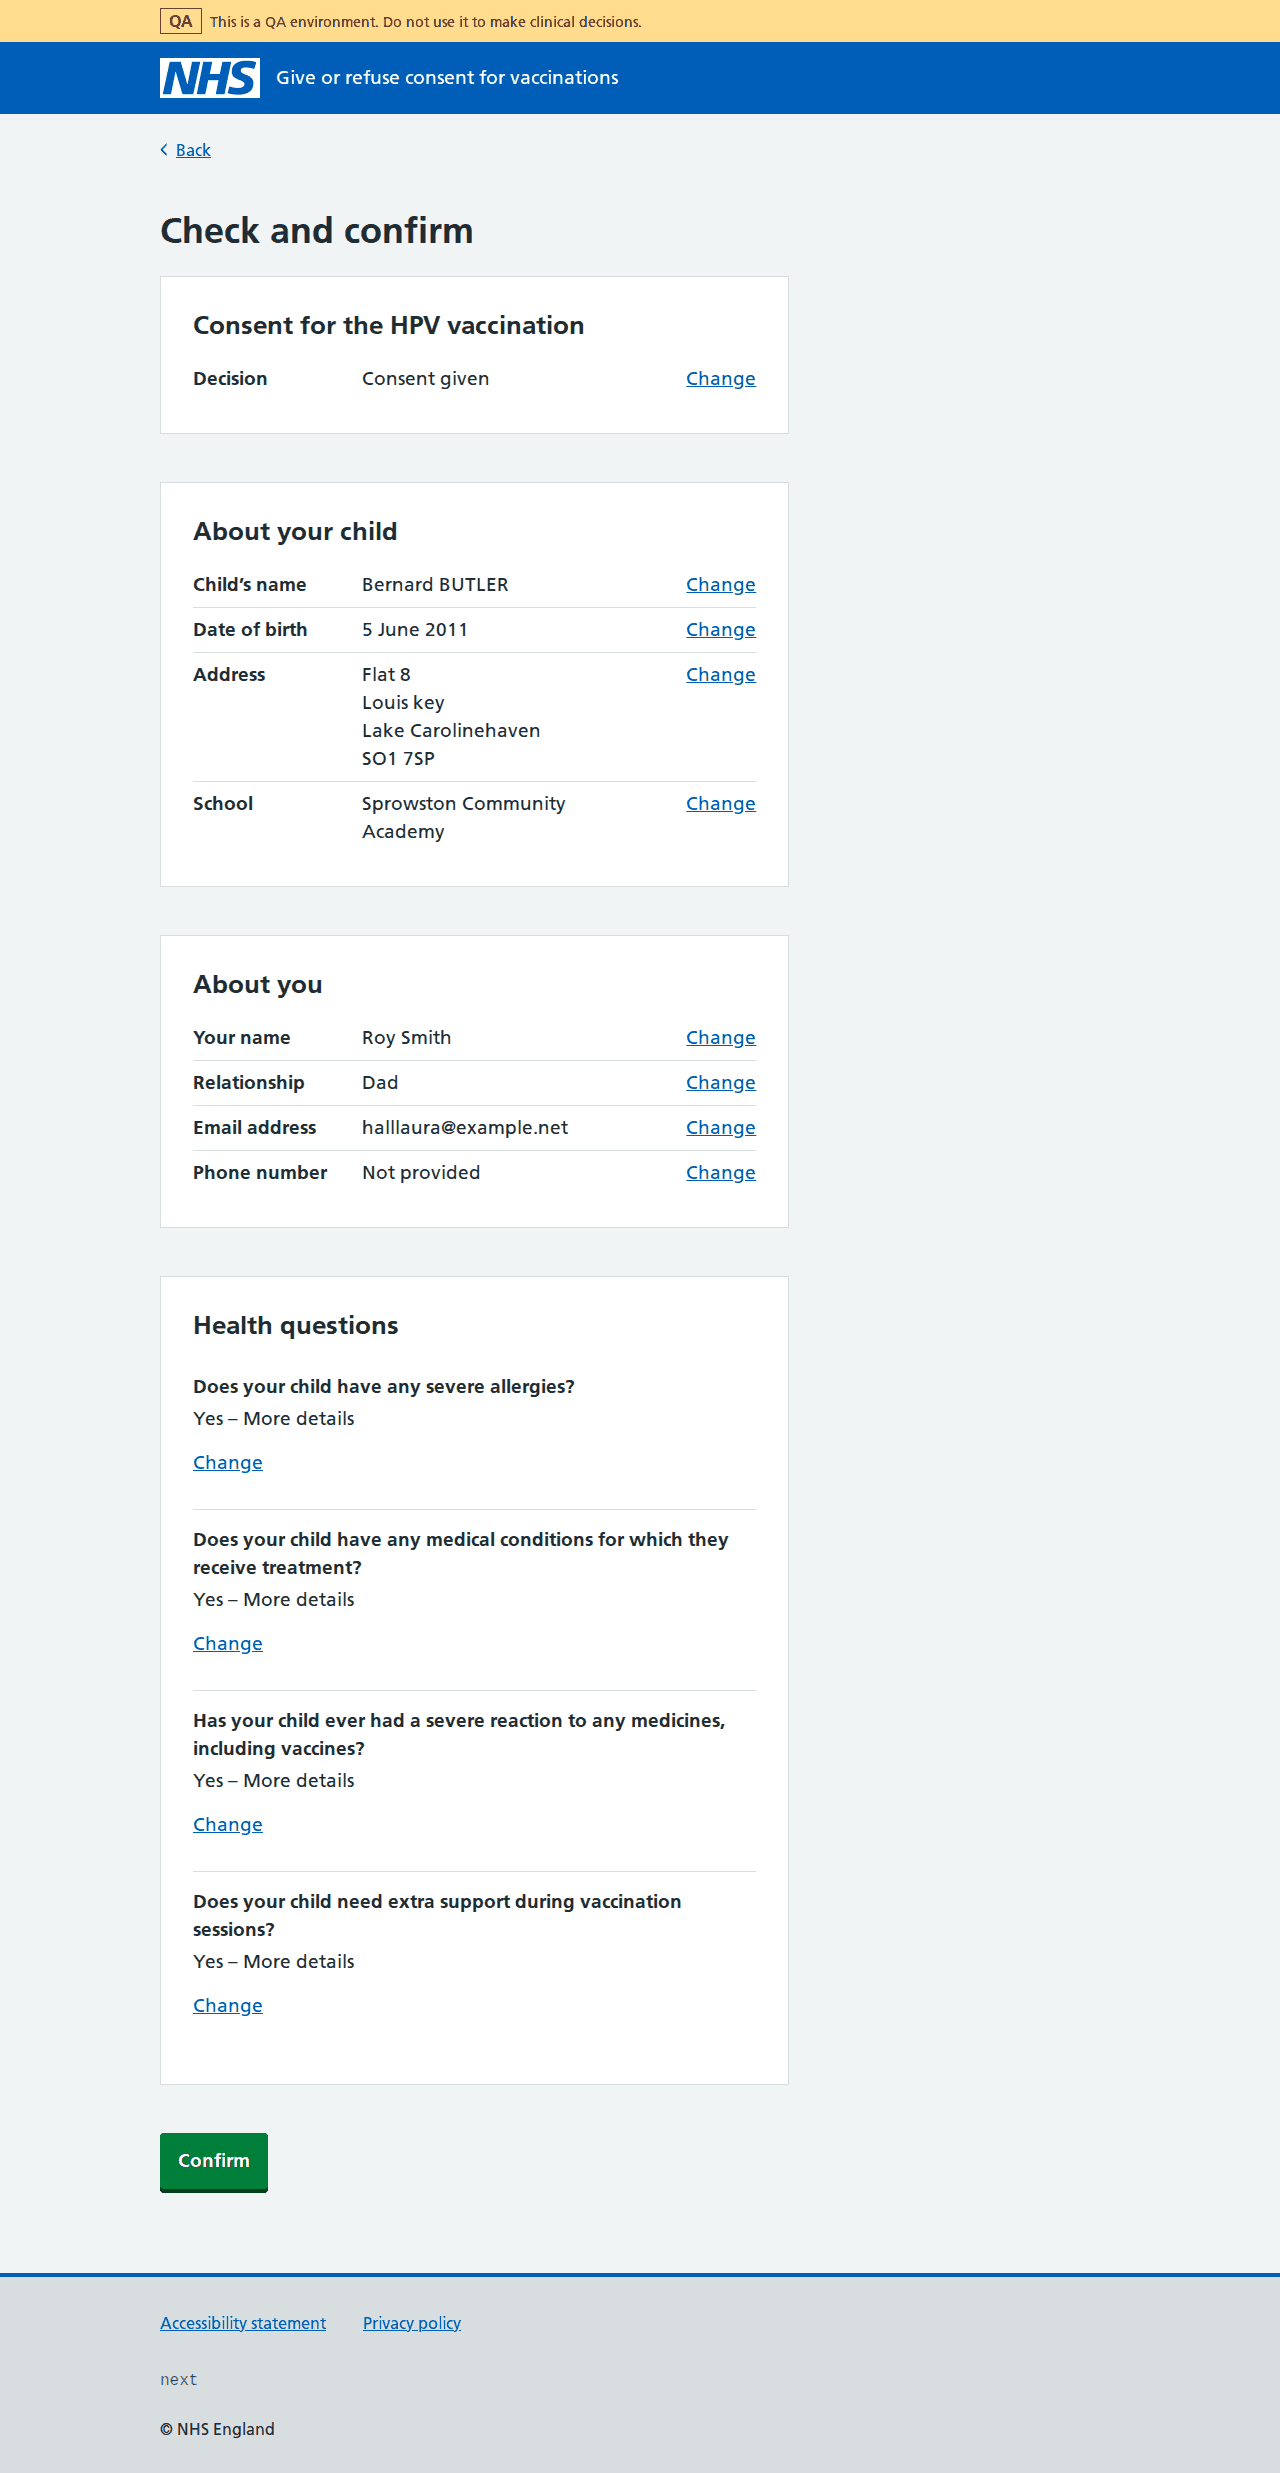 QA This is a QA environment. Do not use it to make clinical decisions.
NHS Give or refuse consent for vaccinations
Back
Check and confirm
Consent for the HPV vaccination
Decision Consent given Change
About your child
Child’s name Bernard BUTLER Change
Date of birth 5 June 2011 Change
Address Flat 8 Change
Louis key
Lake Carolinehaven
SO1 7SP
School Sprowston Community Change
Academy
About you
Your name Roy Smith Change
Relationship Dad Change
Email address halllaura@example.net Change
Phone number Not provided Change
Health questions
Does your child have any severe allergies?
Yes – More details
Change
Does your child have any medical conditions for which they
receive treatment?
Yes – More details
Change
Has your child ever had a severe reaction to any medicines,
including vaccines?
Yes – More details
Change
Does your child need extra support during vaccination
sessions?
Yes – More details
Change
Confirm
Accessibility statement Privacy policy
next
© NHS England